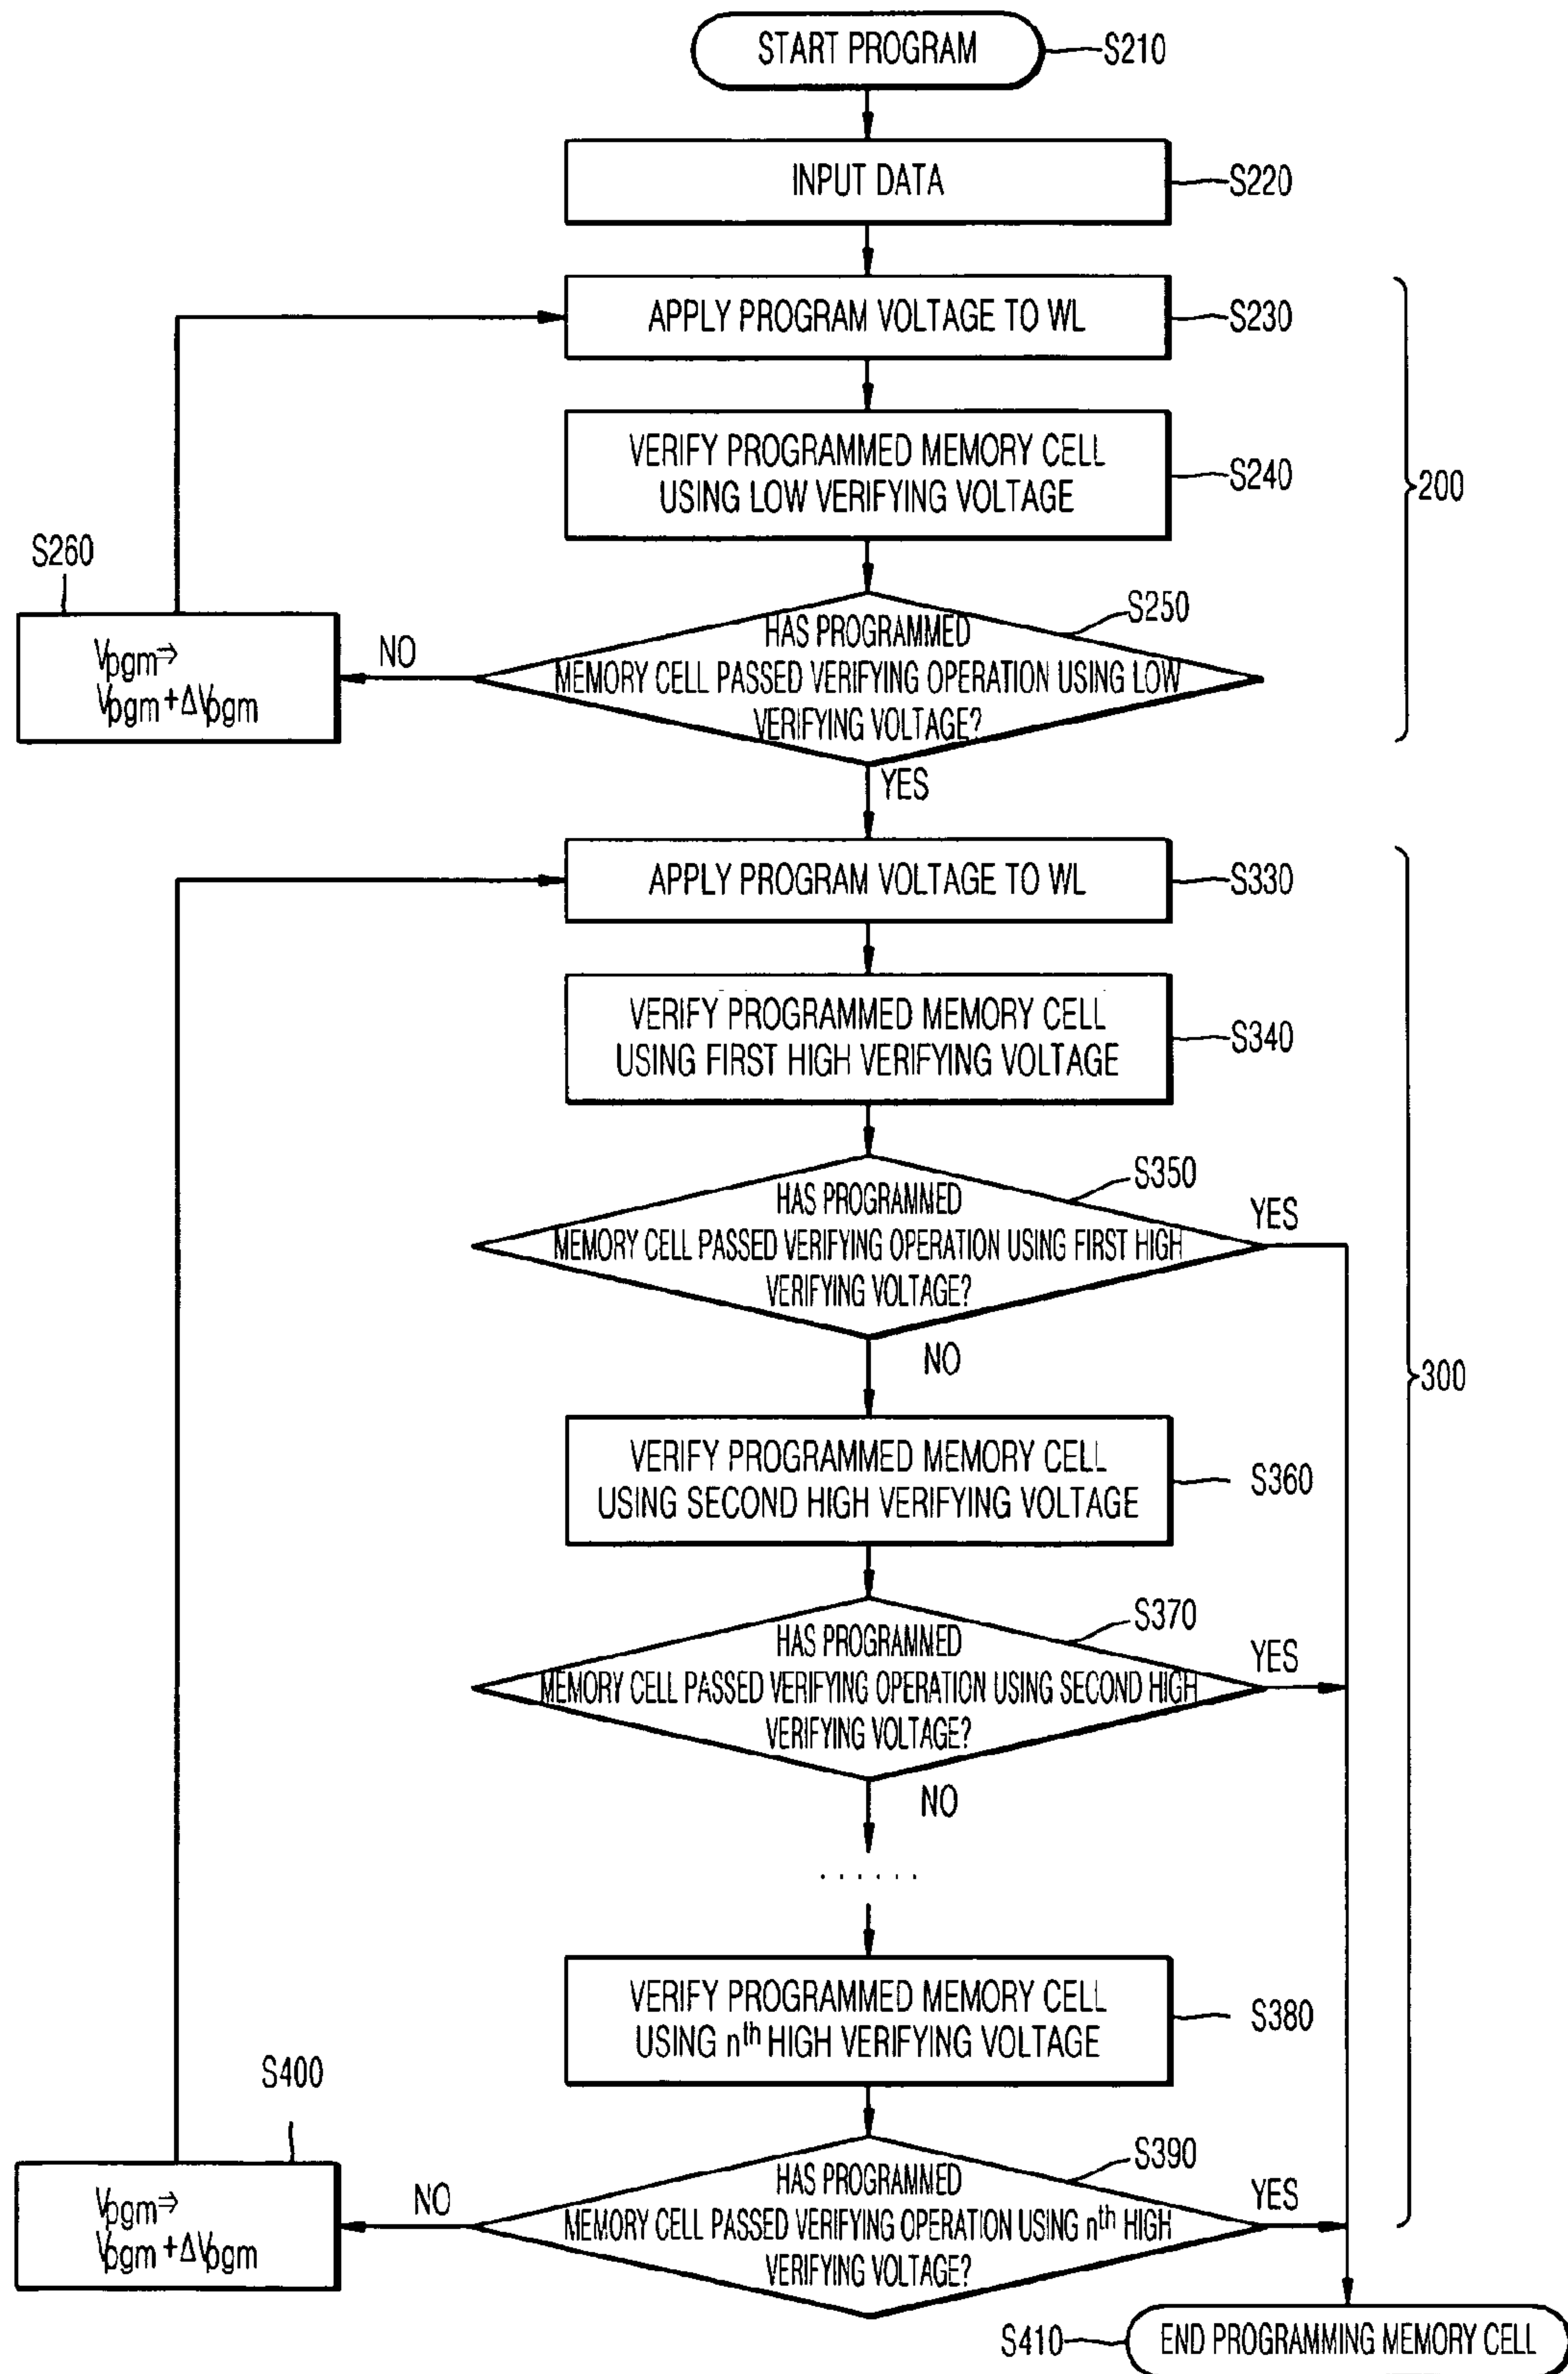 START PROGRAM
S210
INPUT DATA
S220
APPLY PROGRAM VOLTAGE TO WL
S230
VERIFY PROGRAMMED MEMORY CELL
USING LOW VERIFYING VOLTAGE
S240
200
S260
Vpgm⇒
Vpgm+ΔVpgm
NO
S250
HAS PROGRAMMED
MEMORY CELL PASSED VERIFYING OPERATION USING LOW
VERIFYING VOLTAGE?
YES
APPLY PROGRAM VOLTAGE TO WL
S330
VERIFY PROGRAMMED MEMORY CELL
USING FIRST HIGH VERIFYING VOLTAGE
S340
S350
HAS PROGRAMMED
MEMORY CELL PASSED VERIFYING OPERATION USING FIRST HIGH
VERIFYING VOLTAGE?
YES
NO
300
VERIFY PROGRAMMED MEMORY CELL
USING SECOND HIGH VERIFYING VOLTAGE
S360
S370
HAS PROGRAMMED
MEMORY CELL PASSED VERIFYING OPERATION USING SECOND HIGH
VERIFYING VOLTAGE?
YES
NO
......
VERIFY PROGRAMMED MEMORY CELL
USING nth HIGH VERIFYING VOLTAGE
S380
S400
Vpgm⇒
Vpgm+ΔVpgm
NO
S390
HAS PROGRAMMED
MEMORY CELL PASSED VERIFYING OPERATION USING nth HIGH
VERIFYING VOLTAGE?
YES
S410
END PROGRAMMING MEMORY CELL